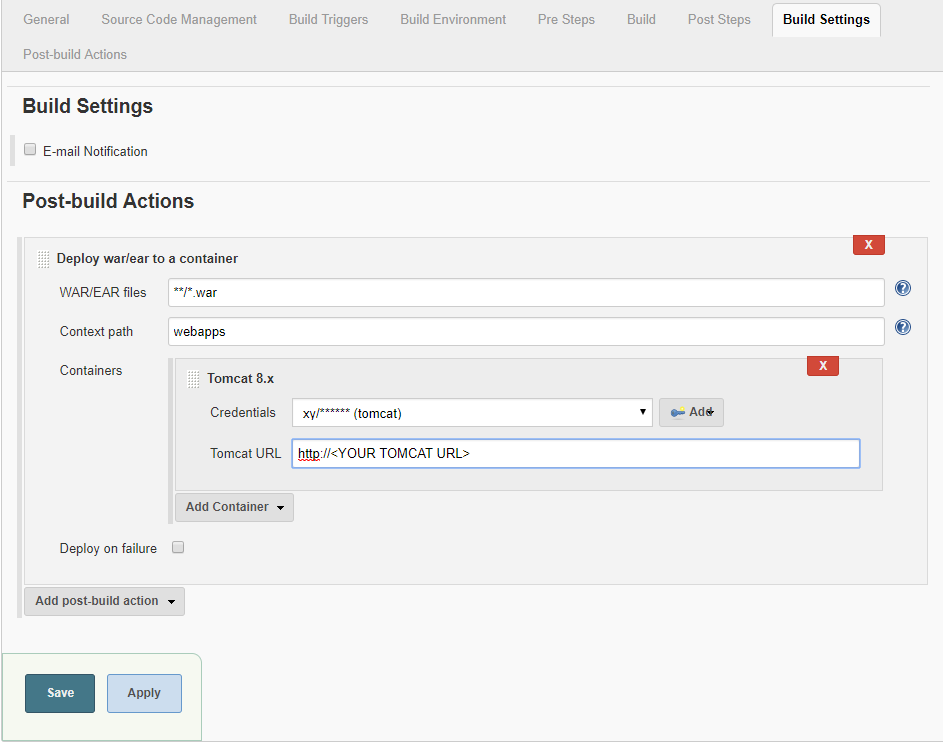 General Source Code Management Build Triggers Build Environment Pre Steps Build Post Steps Build Settings
Post-build Actions
Build Settings
E-mail Notification
Post-build Actions
X
Deploy war/ear to a container
WAR/EAR files **/*.war ?
Context path webapps ?
Containers
X
Tomcat 8.x
Credentials xy/****** (tomcat) Add
Tomcat URL http://<YOUR TOMCAT URL>
Add Container
Deploy on failure
Add post-build action
Save Apply